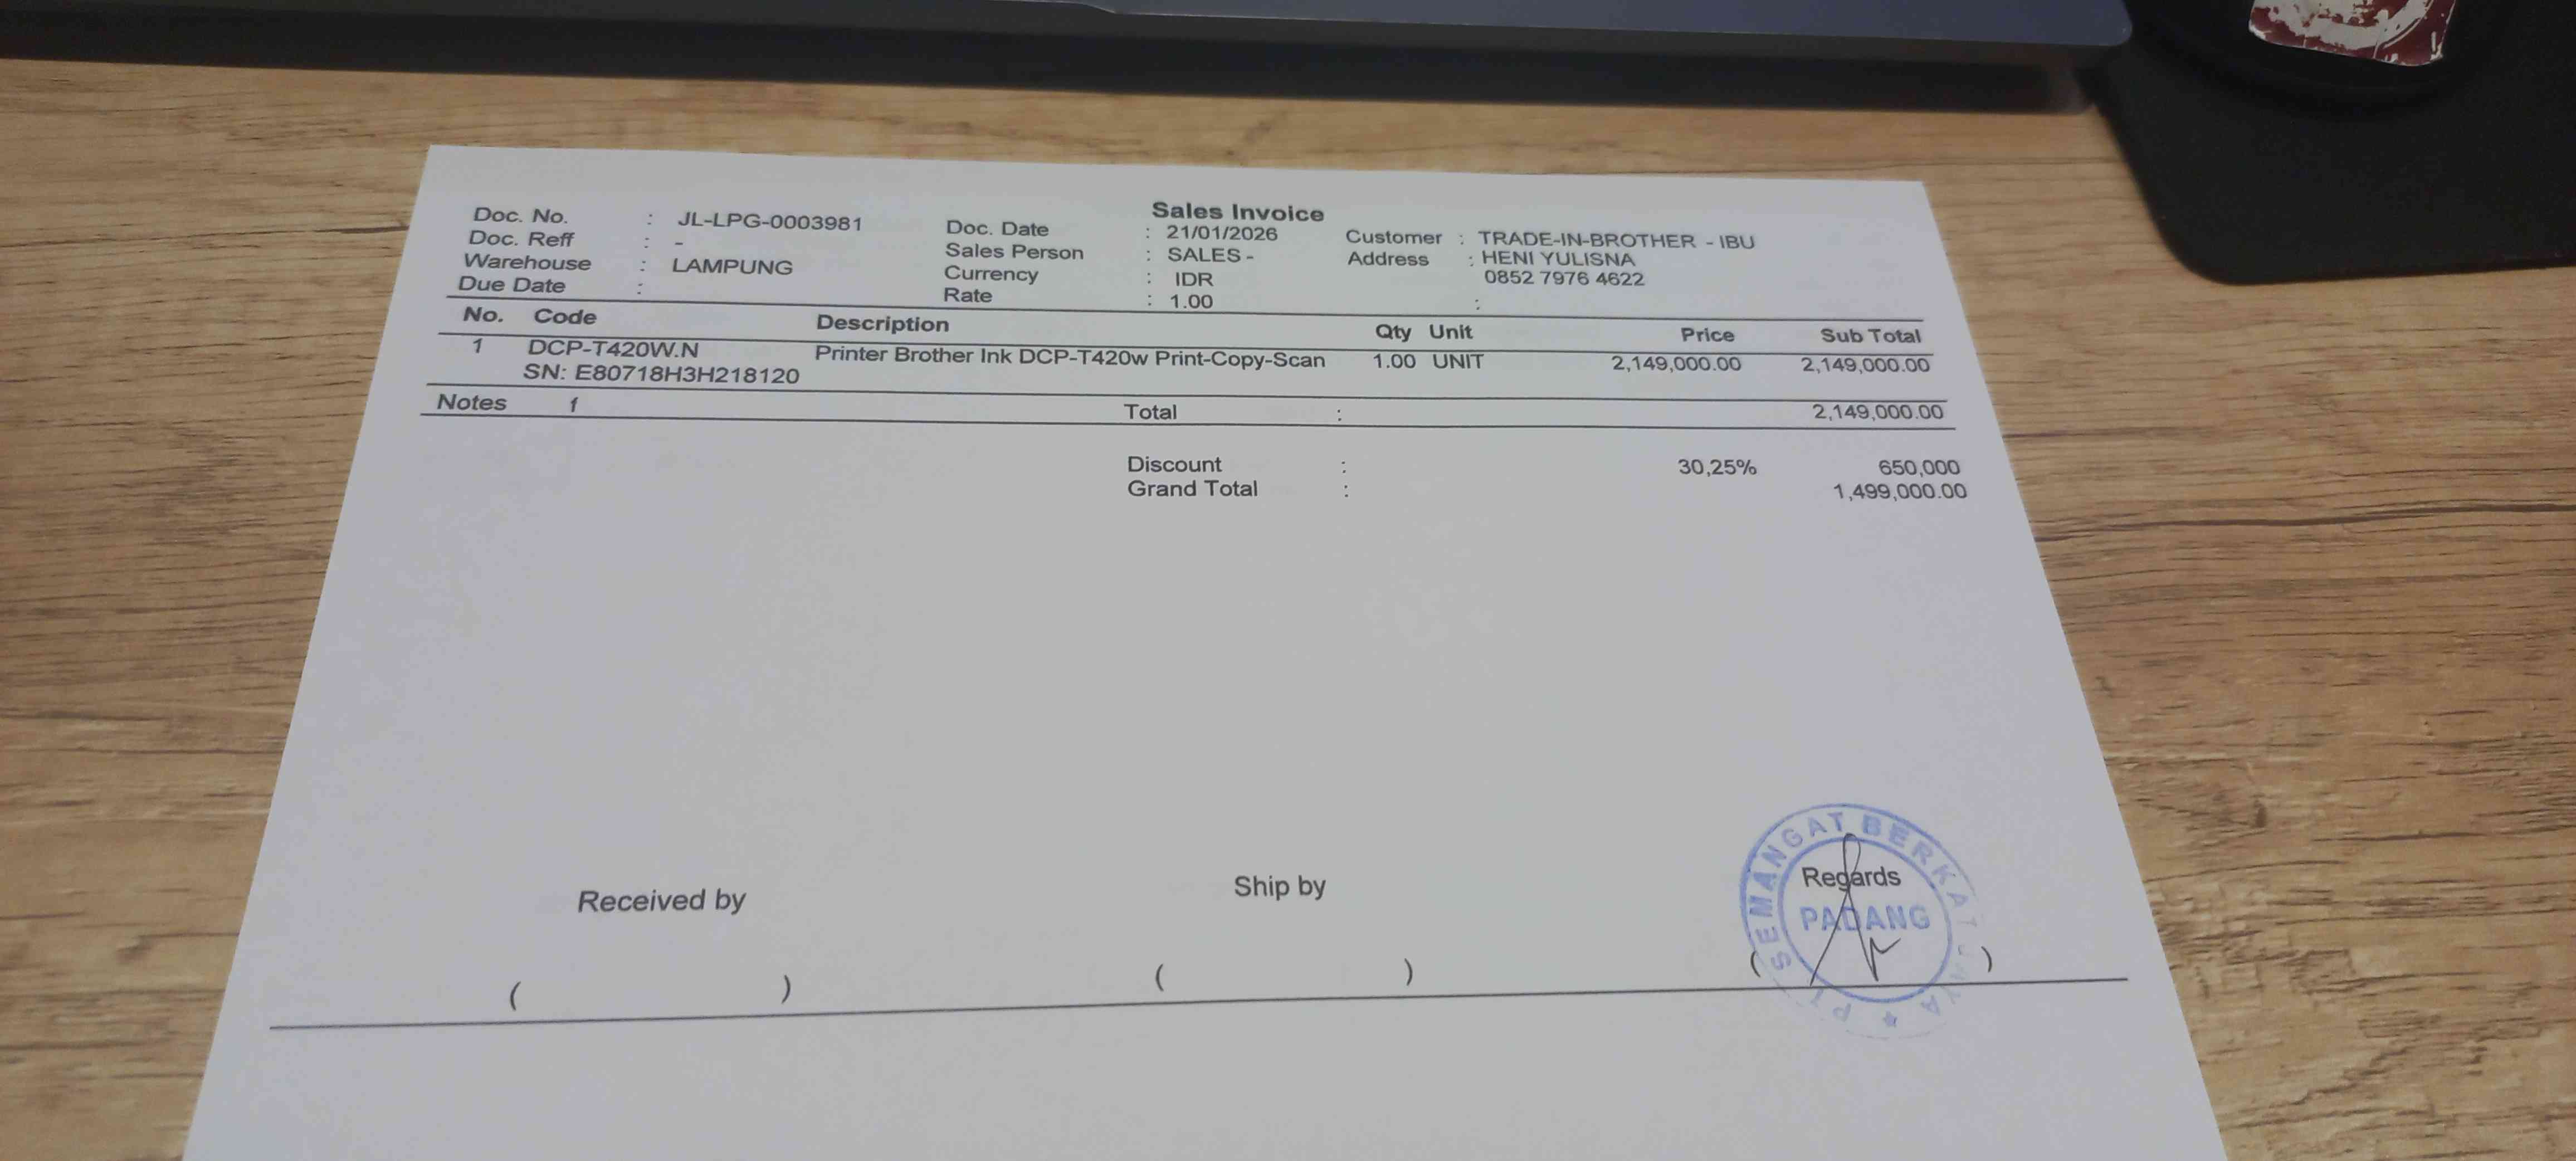 Sales Invoice
Doc. No. : JL-LPG-0003981
Doc. Reff : -
Warehouse : LAMPUNG
Due Date :
Doc. Date : 21/01/2026
Sales Person : SALES -
Currency : IDR
Rate : 1.00
Customer : TRADE-IN-BROTHER - IBU
Address : HENI YULISNA
0852 7976 4622
:
No. Code Description Qty Unit Price Sub Total
1 DCP-T420W.N Printer Brother Ink DCP-T420w Print-Copy-Scan 1.00 UNIT 2,149,000.00 2,149,000.00
SN: E80718H3H218120
Notes 1 Total : 2,149,000.00
Discount : 30,25% 650,000
Grand Total : 1,499,000.00
Received by Ship by Regards
( ) ( ) ( )
PT SEMANGAT BERKAT
PADANG